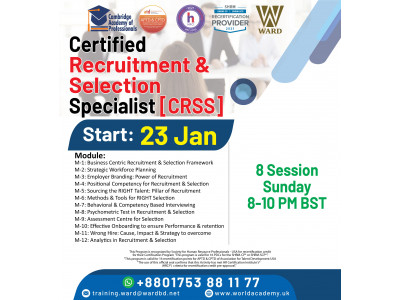 Cambridge
Academy of
Professionals
RECERTIFICATION
PROVIDER
2021
WARD
Certified
Recruitment &
Selection
Specialist [CRSS]
Start: 23 Jan
Module:
M-1: Business Centric Recruitment & Selection Framework
M-2: Strategic Workforce Planning
M-3: Employer Branding: Power of Recruitment
M-4: Positional Competency for Recruitment & Selection
M-5: Sourcing the RIGHT Talent: Pillar of Recruitment
M-6: Methods & Tools for RIGHT Selection
M-7: Behavioral & Competency Based Interviewing
M-8: Psychometric Test in Recruitment & Selection
M-9: Assessment Centre for Selection
M-10: Effective Onboarding to ensure Performance & Retention
M-11: Wrong Hire: Cause, Impact & Strategy to overcome
M-12: Analytics in Recruitment & Selection
8 Session
Sunday
8-10 PM BST
+8801753 88 11 77
training.ward@wardbd.net
www.worldacademy.uk